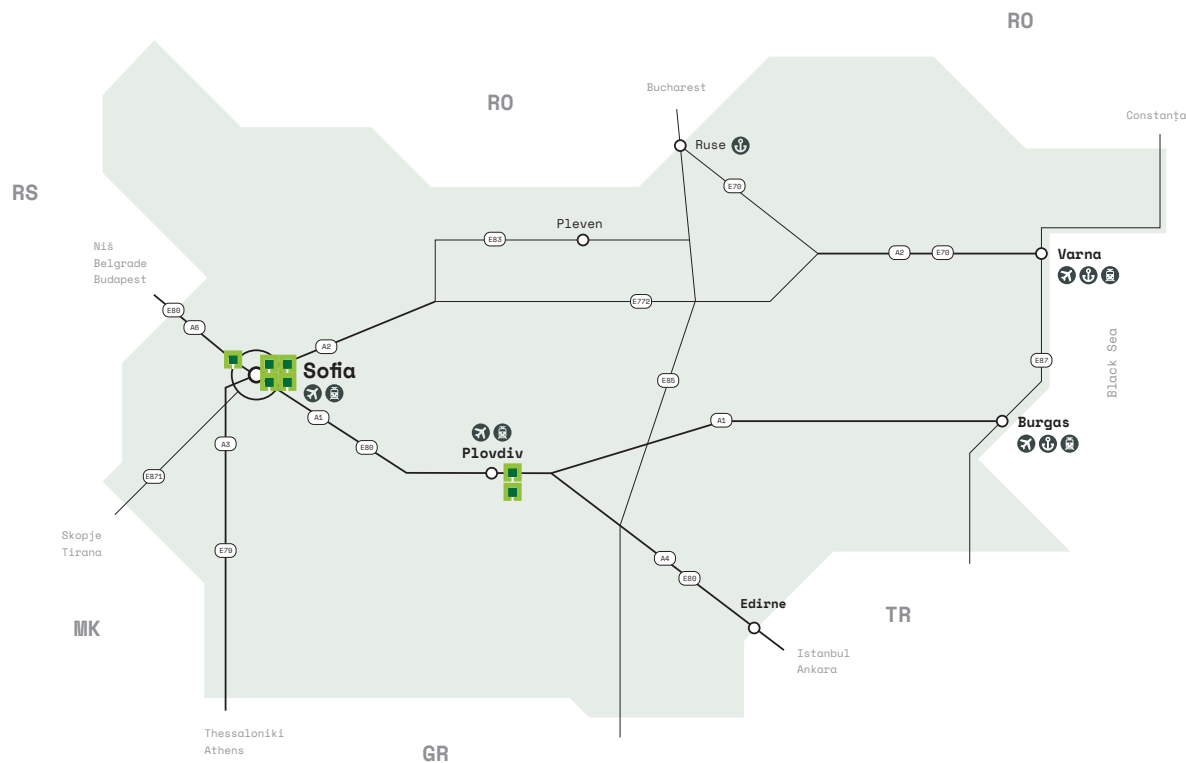 RO
RO
Bucharest
Constanța
Ruse
E70
RS
Pleven
E83
Niš
Belgrade
Budapest
A2
E70
Varna
E80
A6
E772
A2
Black Sea
E87
Sofia
E85
A1
E80
A1
Burgas
A3
Plovdiv
E871
Skopje
Tirana
E79
A4
E80
Edirne
MK
TR
Istanbul
Ankara
Thessaloniki
Athens
GR